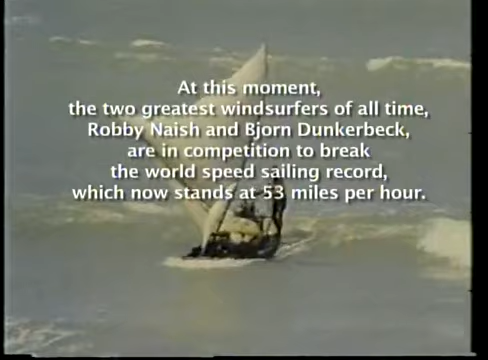 At this moment,
the two greatest windsurfers of all time,
Robby Naish and Bjorn Dunkerbeck,
are in competition to break
the world speed sailing record,
which now stands at 53 miles per hour.